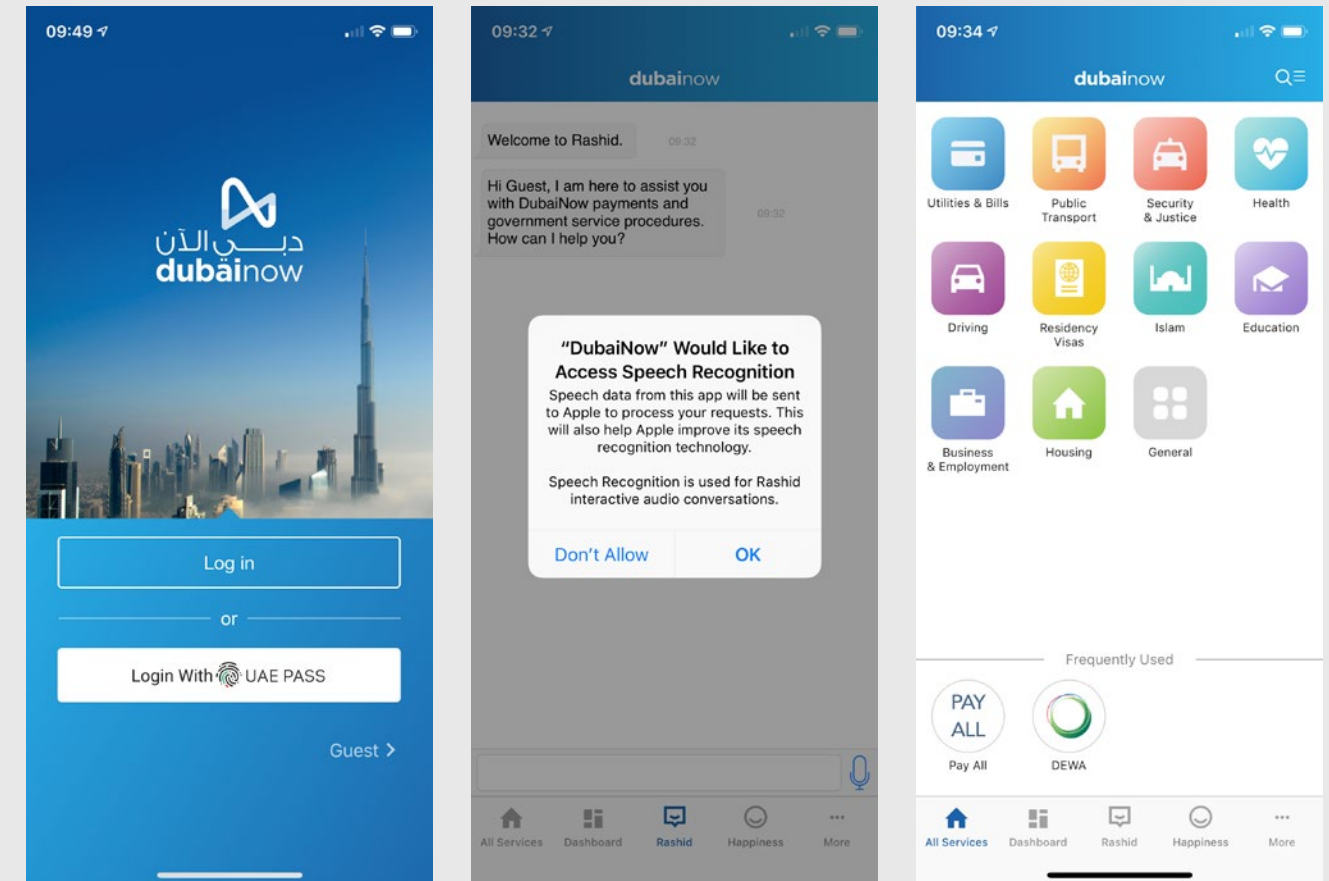 09:49
دبي الآن
dubainow
Log in
or
Login With UAE PASS
Guest >
09:32
dubainow
Welcome to Rashid.
09:32
Hi Guest, I am here to assist you
with DubaiNow payments and
government service procedures.
How can I help you?
09:32
“DubaiNow” Would Like to
Access Speech Recognition
Speech data from this app will be sent
to Apple to process your requests. This
will also help Apple improve its speech
recognition technology.
Speech Recognition is used for Rashid
interactive audio conversations.
Don’t Allow
OK
All Services
Dashboard
Rashid
Happiness
More
09:34
dubainow
Utilities & Bills
Public
Transport
Security
& Justice
Health
Driving
Residency
Visas
Islam
Education
Business
& Employment
Housing
General
Frequently Used
PAY
ALL
Pay All
DEWA
All Services
Dashboard
Rashid
Happiness
More